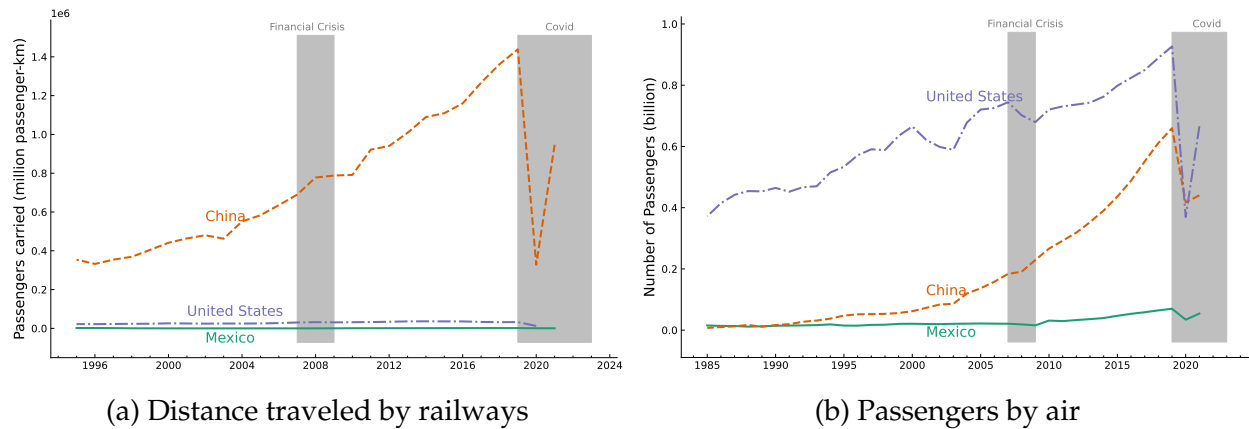 1e6
Financial Crisis
Covid
Passengers carried (million passenger-km)
1.4
1.2
1.0
0.8
0.6
0.4
0.2
0.0
China
United States
Mexico
1996 2000 2004 2008 2012 2016 2020 2024
(a) Distance traveled by railways
Financial Crisis
Covid
Number of Passengers (billion)
1.0
0.8
0.6
0.4
0.2
0.0
United States
China
Mexico
1985 1990 1995 2000 2005 2010 2015 2020
(b) Passengers by air